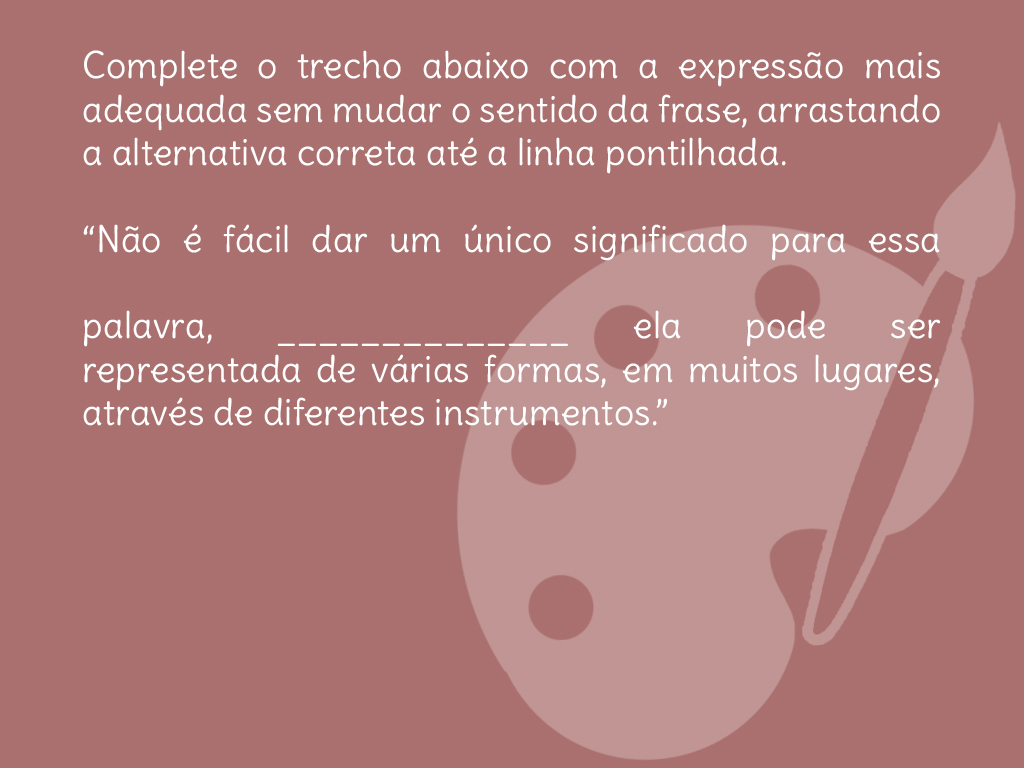 Complete o trecho abaixo com a expressão mais
adequada sem mudar o sentido da frase, arrastando
a alternativa correta até a linha pontilhada.
“Não é fácil dar um único significado para essa
palavra, ______________ ela pode ser
representada de várias formas, em muitos lugares,
através de diferentes instrumentos.”